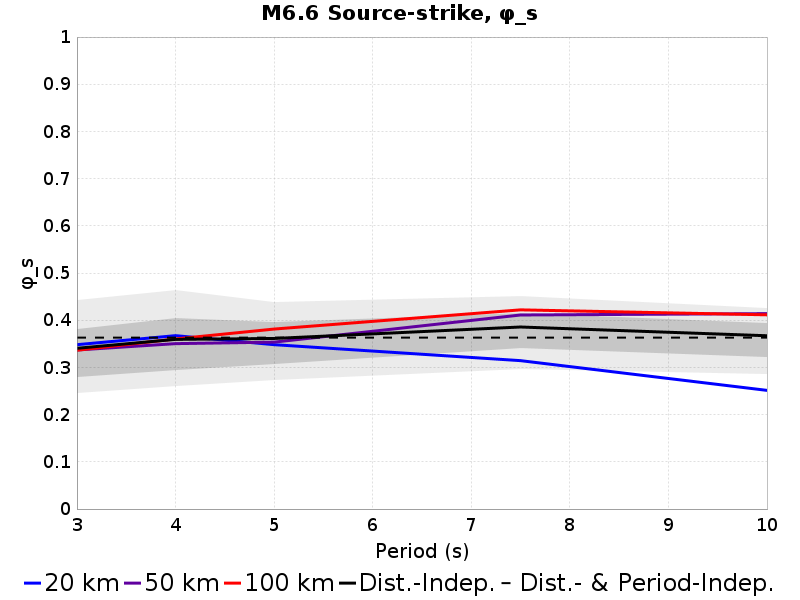 M6.6 Source-strike, φ_s
1
0.9
0.8
0.7
0.6
0.5
0.4
0.3
0.2
0.1
0
φ_s
3 4 5 6 7 8 9 10
Period (s)
20 km 50 km 100 km Dist.-Indep. Dist.- & Period-Indep.